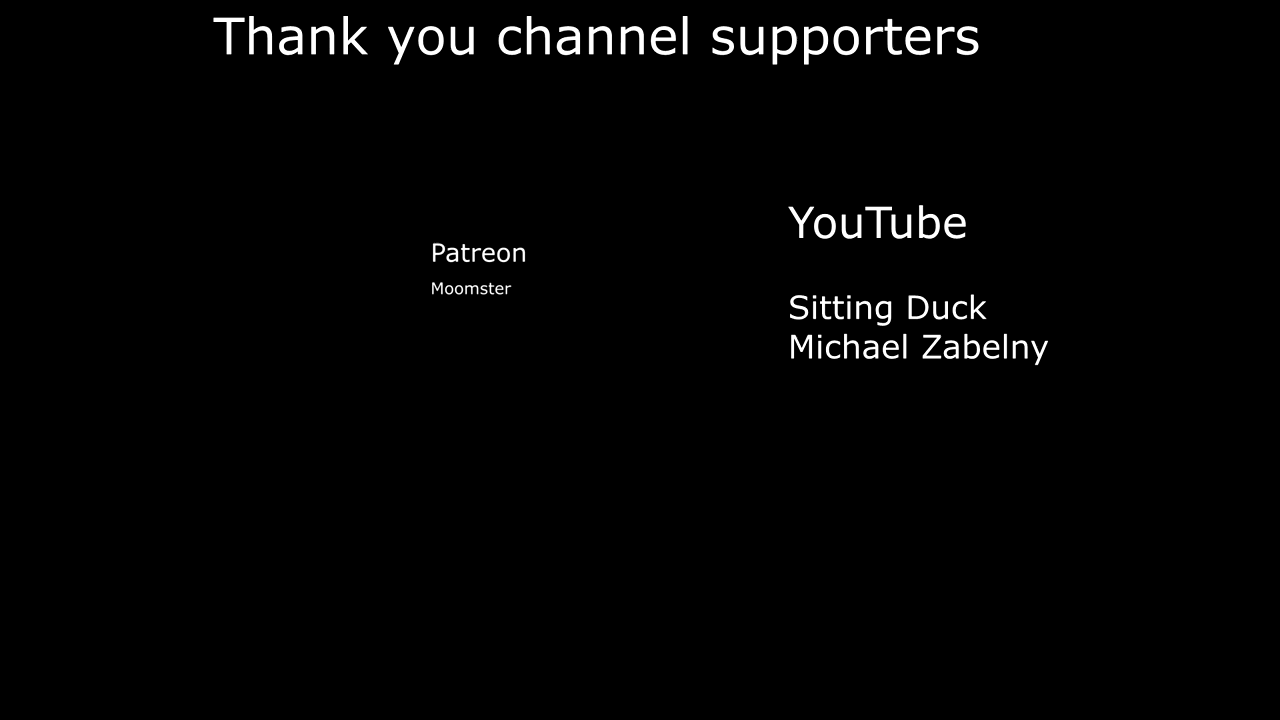 Thank you channel supporters
Patreon
Moomster
YouTube
Sitting Duck
Michael Zabelny